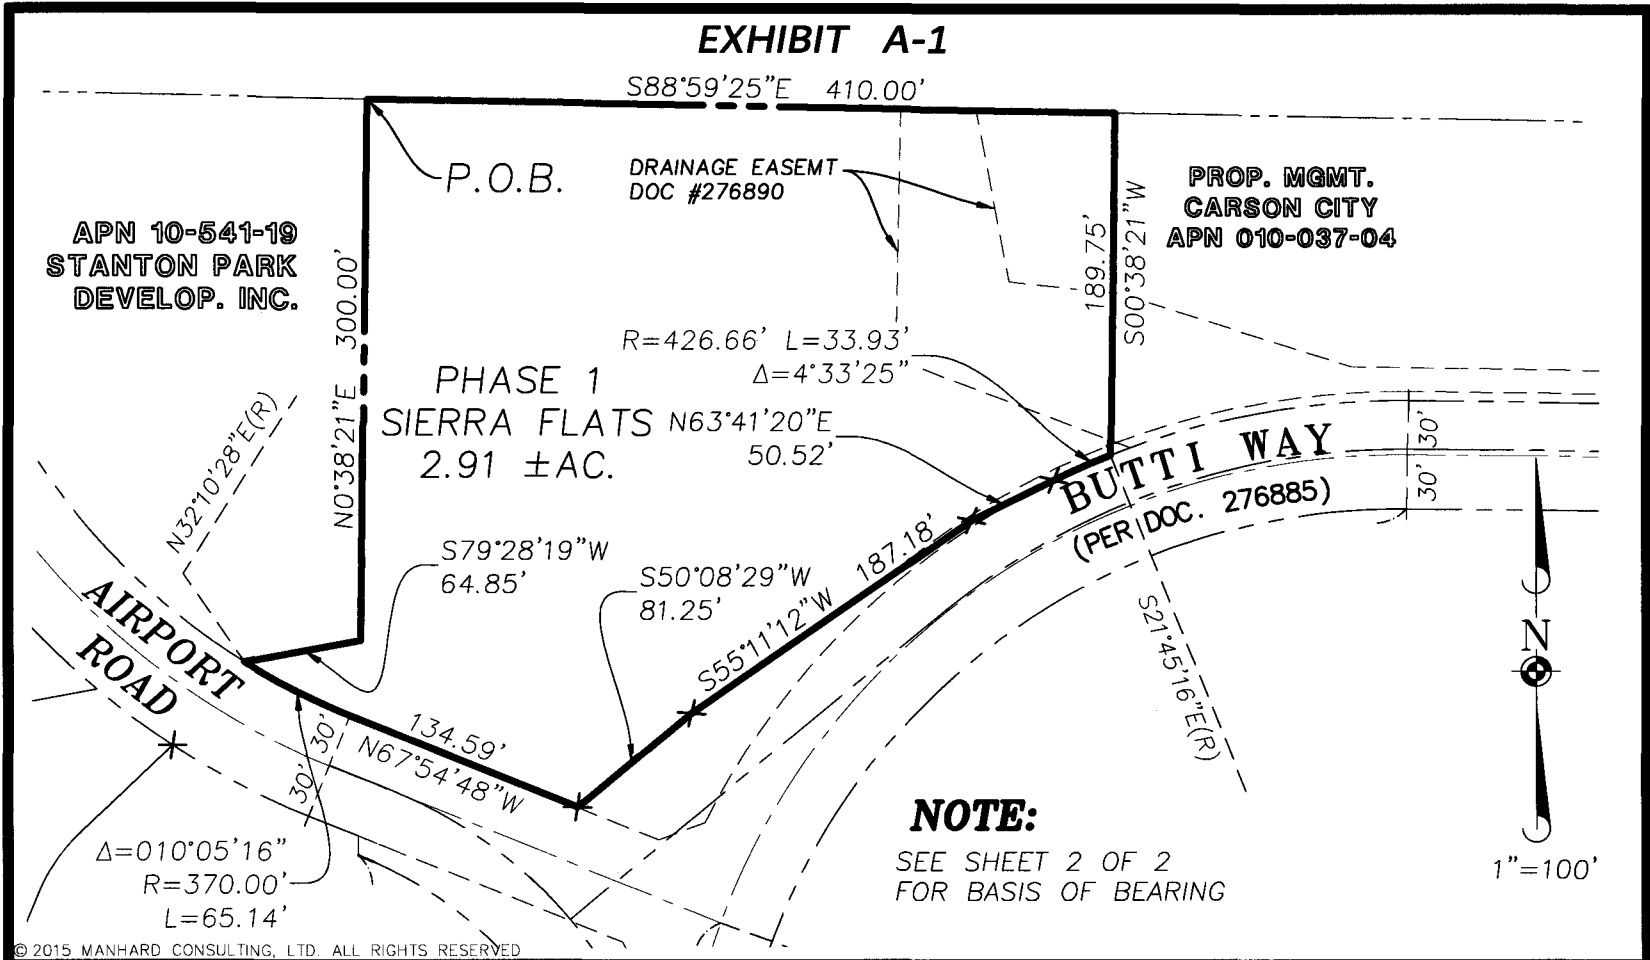 EXHIBIT A-1
S88°59'25"E 410.00'
P.O.B.
DRAINAGE EASEMT
DOC #276890
PROP. MGMT.
CARSON CITY
APN 010-037-04
APN 10-541-19
STANTON PARK
DEVELOP. INC.
300.00'
N0°38'21"E
189.75'
S00°38'21"W
R=426.66' L=33.93'
Δ=4°33'25"
PHASE 1
SIERRA FLATS
2.91 ±AC.
N63°41'20"E
50.52'
N32°10'28"E(R)
BUTTI WAY
(PER DOC. 276885)
30'
30'
S79°28'19"W
64.85'
S50°08'29"W
81.25'
187.18'
S55°11'12"W
S21°45'16"E(R)
AIRPORT
ROAD
N
134.59'
N67°54'48"W
30'
30'
Δ=010°05'16"
R=370.00'
L=65.14'
NOTE:
SEE SHEET 2 OF 2
FOR BASIS OF BEARING
1"=100'
© 2015 MANHARD CONSULTING, LTD. ALL RIGHTS RESERVED